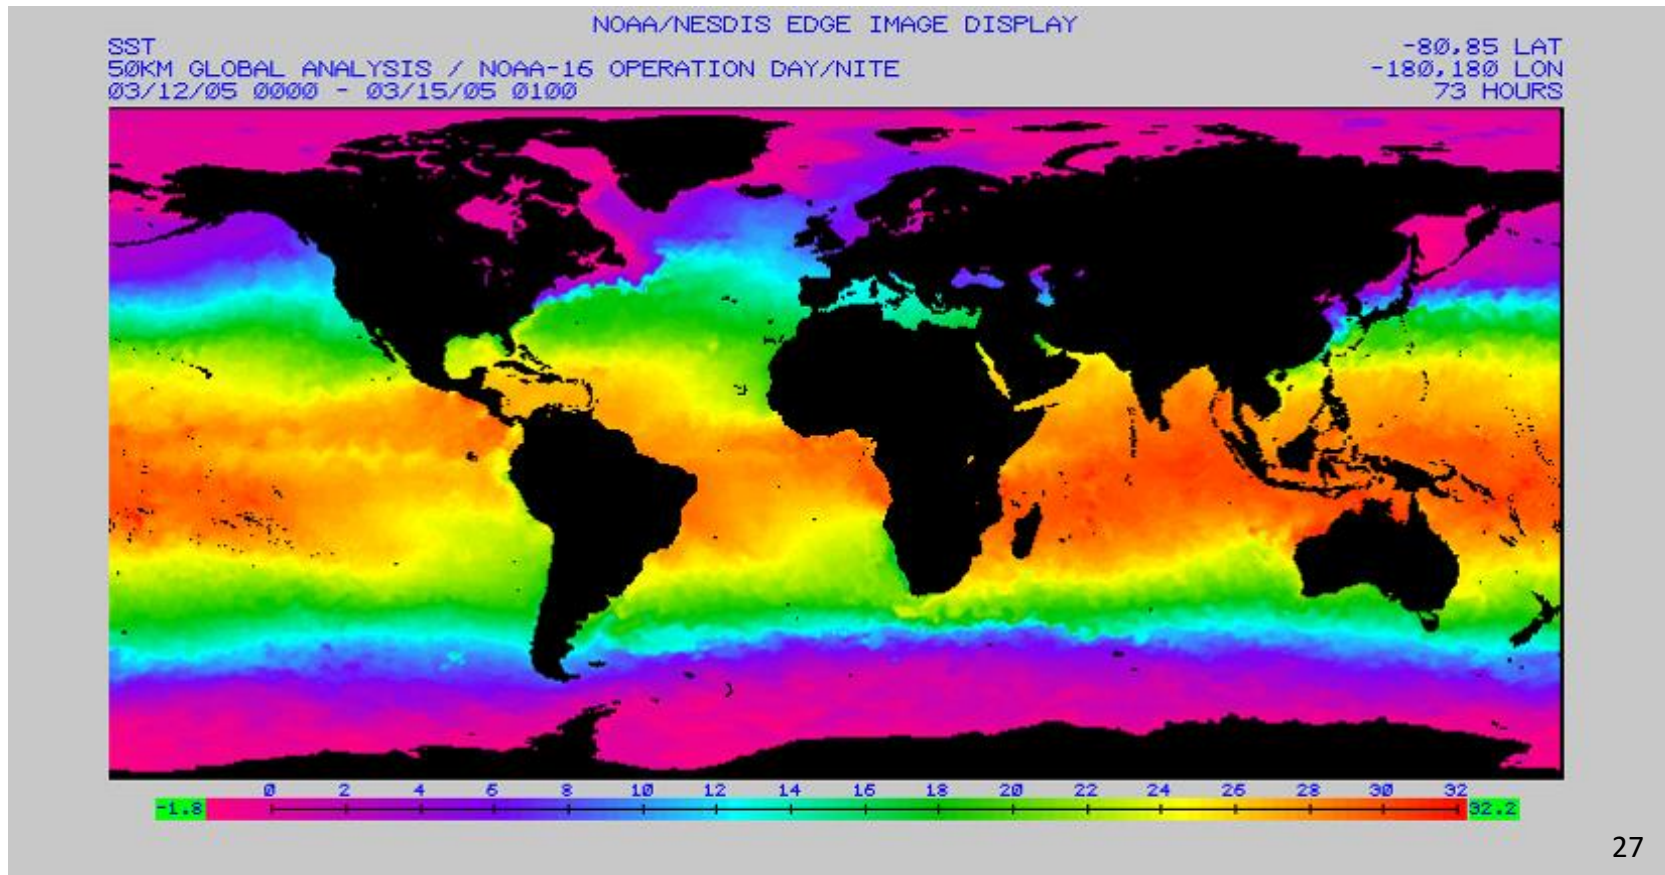 NOAA/NESDIS EDGE IMAGE DISPLAY
SST
-80,85 LAT
50KM GLOBAL ANALYSIS / NOAA-16 OPERATION DAY/NITE
-180,180 LON
03/12/05 0000 - 03/15/05 0100
73 HOURS
0 2 4 6 8 10 12 14 16 18 20 22 24 26 28 30 32
-1.8 32.2
27